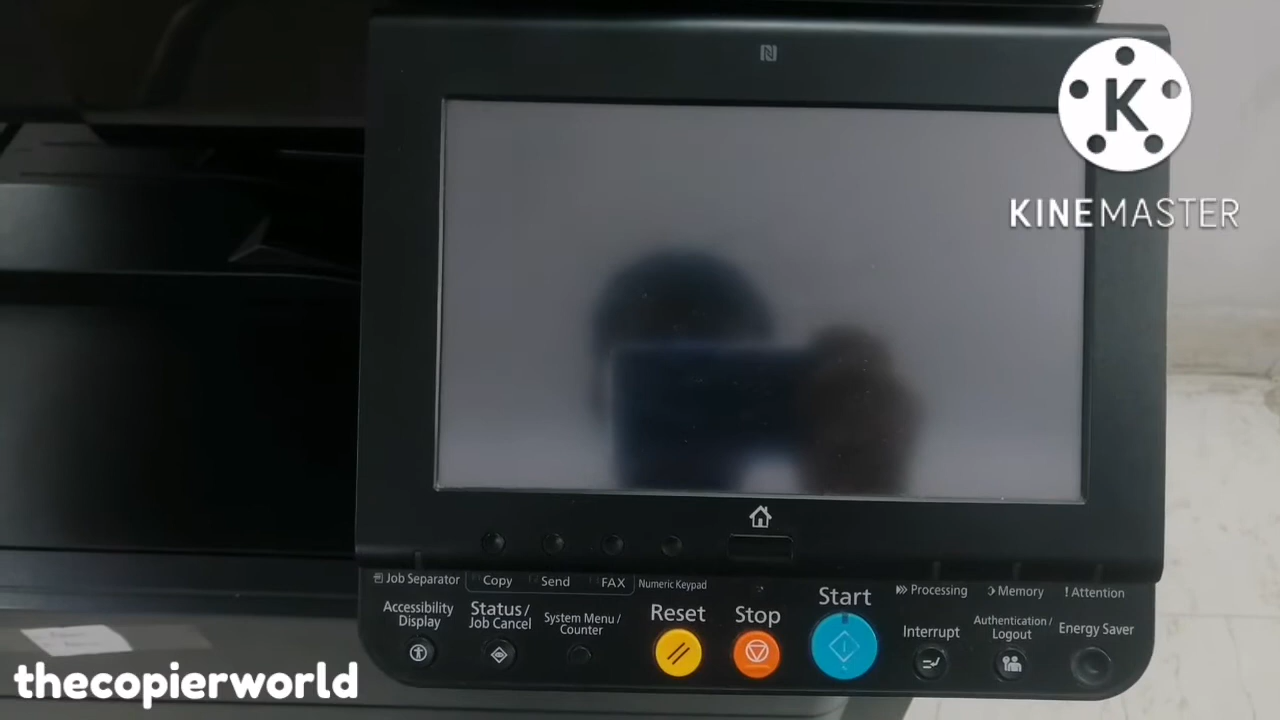 K
KINEMASTER
Job Separator
Copy
Send
FAX
Numeric Keypad
Processing
Memory
! Attention
Accessibility
Display
Status/
Job Cancel
System Menu/
Counter
Reset
Stop
Start
Interrupt
Authentication/
Logout
Energy Saver
thecopierworld